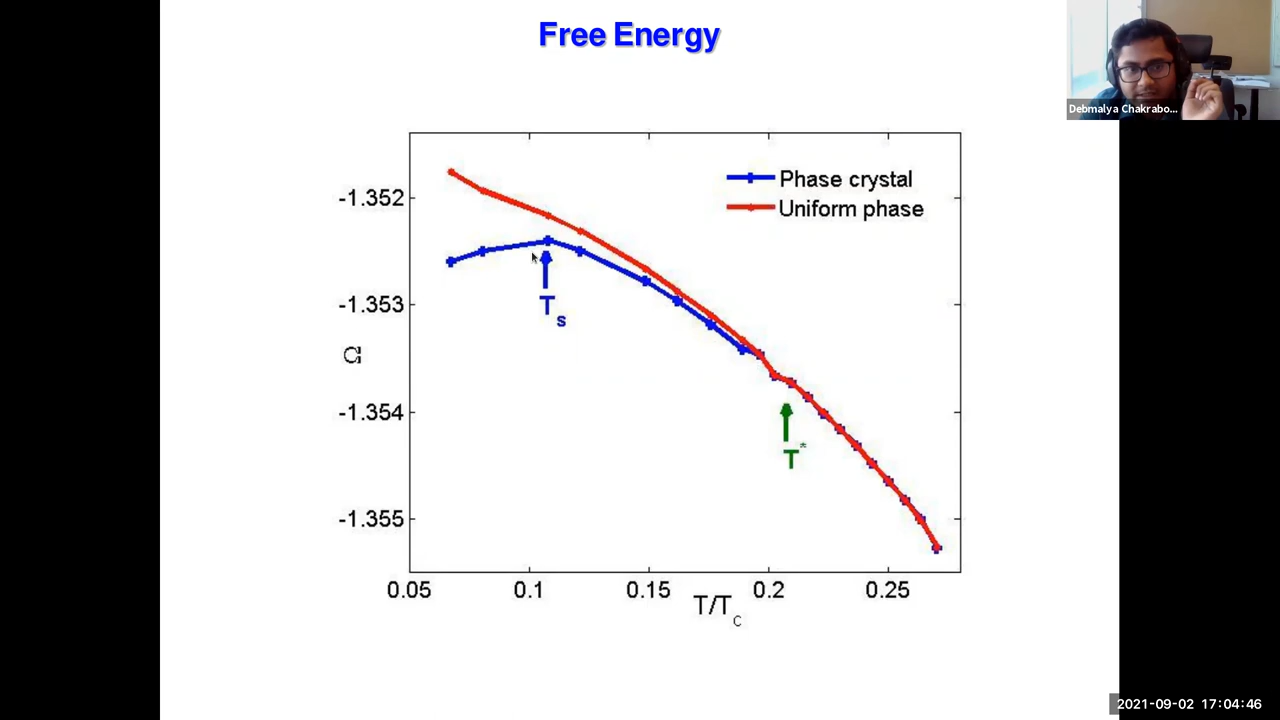 Free Energy
Debmalya Chakrabo...
Phase crystal
Uniform phase
-1.352
-1.353
-1.354
-1.355
Ω
Ts
T*
0.05 0.1 0.15 0.2 0.25
T/Tc
2021-09-02 17:04:46